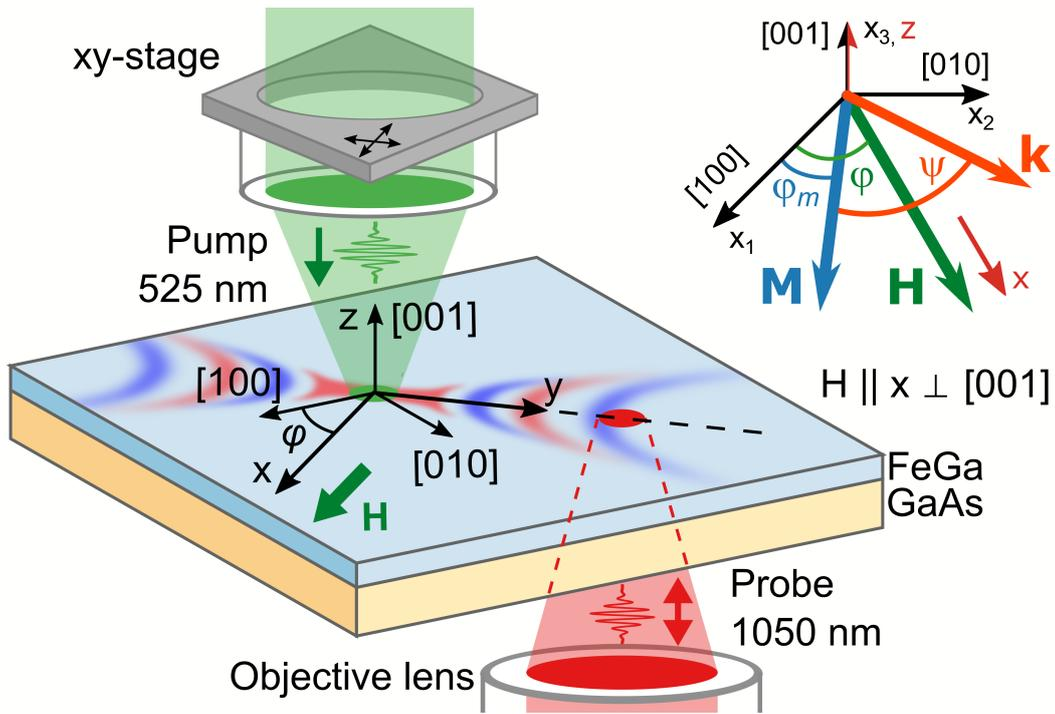 xy-stage
Pump
525 nm
z
[001]
[100]
φ
x
y
[010]
H
FeGa
GaAs
Probe
1050 nm
Objective lens
[001]
x3, z
[010]
x2
[100]
x1
φm
φ
ψ
k
M
H
x
H || x ⊥ [001]